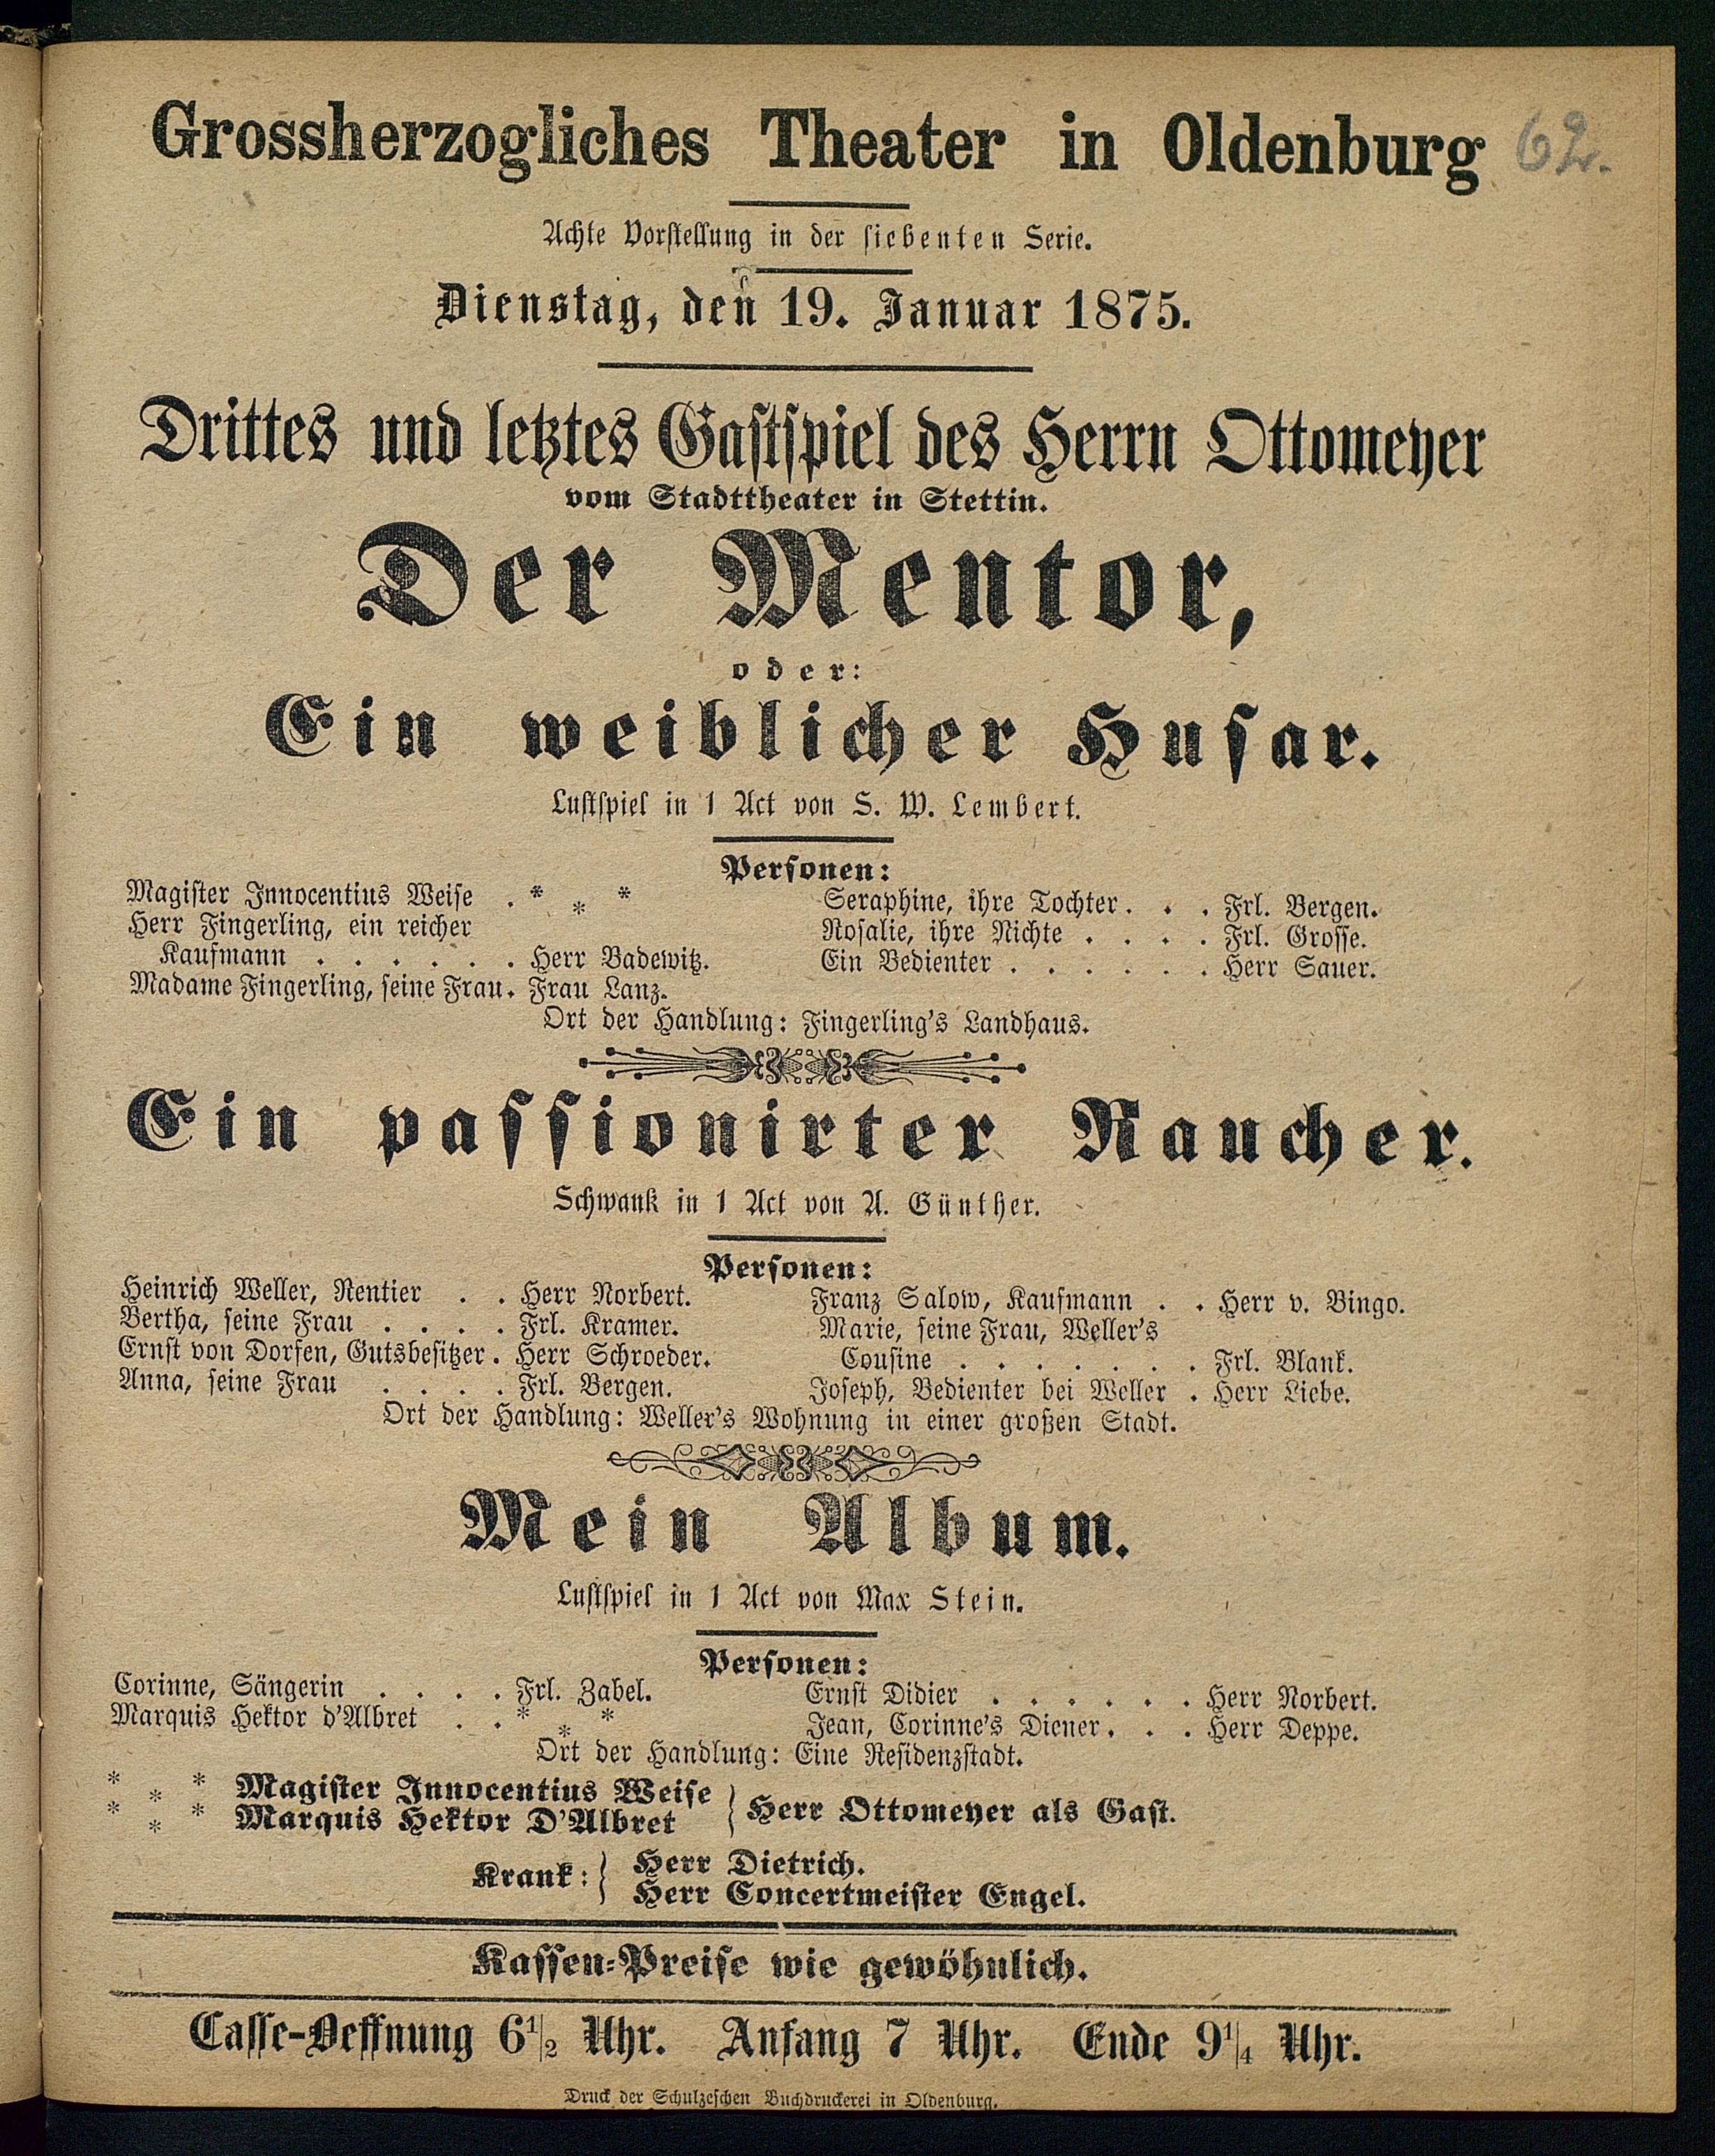 Grossherzogliches Theater in Oldenburg 62.
Achte Vorstellung in der siebenten Serie.
Dienstag, den 19. Januar 1875.
Drittes und letztes Gastspiel des Herrn Ottomeyer
vom Stadttheater in Stettin.
Der Mentor,
oder:
Ein weiblicher Husar.
Lustspiel in 1 Act von S. W. Lembert.
Personen:
Magister Innocentius Weise . * * *
Herr Fingerling, ein reicher
Kaufmann . . . . . . Herr Badewitz.
Madame Fingerling, seine Frau. Frau Lanz.
Seraphine, ihre Tochter. . . Frl. Bergen.
Rosalie, ihre Nichte . . . . Frl. Grosse.
Ein Bedienter . . . . . . Herr Sauer.
Ort der Handlung: Fingerling's Landhaus.
Ein passionirter Raucher.
Schwank in 1 Act von A. Günther.
Personen:
Heinrich Weller, Rentier . . Herr Norbert.
Bertha, seine Frau . . . . Frl. Kramer.
Ernst von Dorfen, Gutsbesitzer. Herr Schroeder.
Anna, seine Frau . . . . Frl. Bergen.
Franz Salow, Kaufmann . . Herr v. Bingo.
Marie, seine Frau, Weller's
Cousine . . . . . . . Frl. Blank.
Joseph, Bedienter bei Weller . Herr Liebe.
Ort der Handlung: Weller's Wohnung in einer großen Stadt.
Mein Album.
Lustspiel in 1 Act von Max Stein.
Personen:
Corinne, Sängerin . . . . Frl. Zabel.
Marquis Hektor d'Albret . . * * *
Ernst Didier . . . . . . Herr Norbert.
Jean, Corinne's Diener. . . Herr Deppe.
Ort der Handlung: Eine Residenzstadt.
* * * Magister Innocentius Weise
* * * Marquis Hektor D'Albret } Herr Ottomeyer als Gast.
Krank: { Herr Dietrich.
Herr Concertmeister Engel.
Kassen-Preise wie gewöhnlich.
Casse-Oeffnung 6½ Uhr. Anfang 7 Uhr. Ende 9¼ Uhr.
Druck der Schulzeschen Buchdruckerei in Oldenburg.